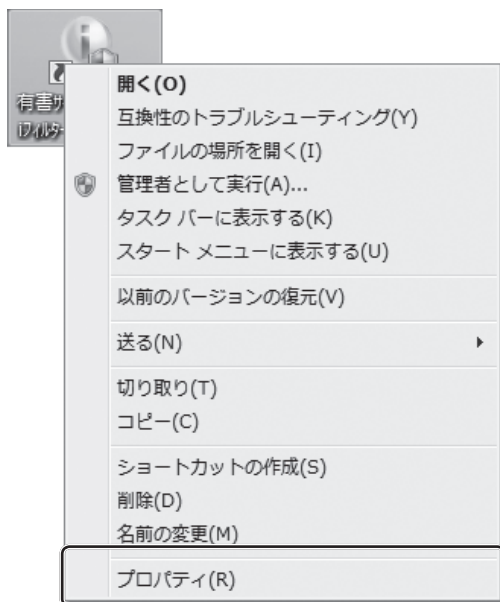 有害サ
iフィルター
開く(O)
互換性のトラブルシューティング(Y)
ファイルの場所を開く(I)
管理者として実行(A)...
タスク バーに表示する(K)
スタート メニューに表示する(U)
以前のバージョンの復元(V)
送る(N)
切り取り(T)
コピー(C)
ショートカットの作成(S)
削除(D)
名前の変更(M)
プロパティ(R)